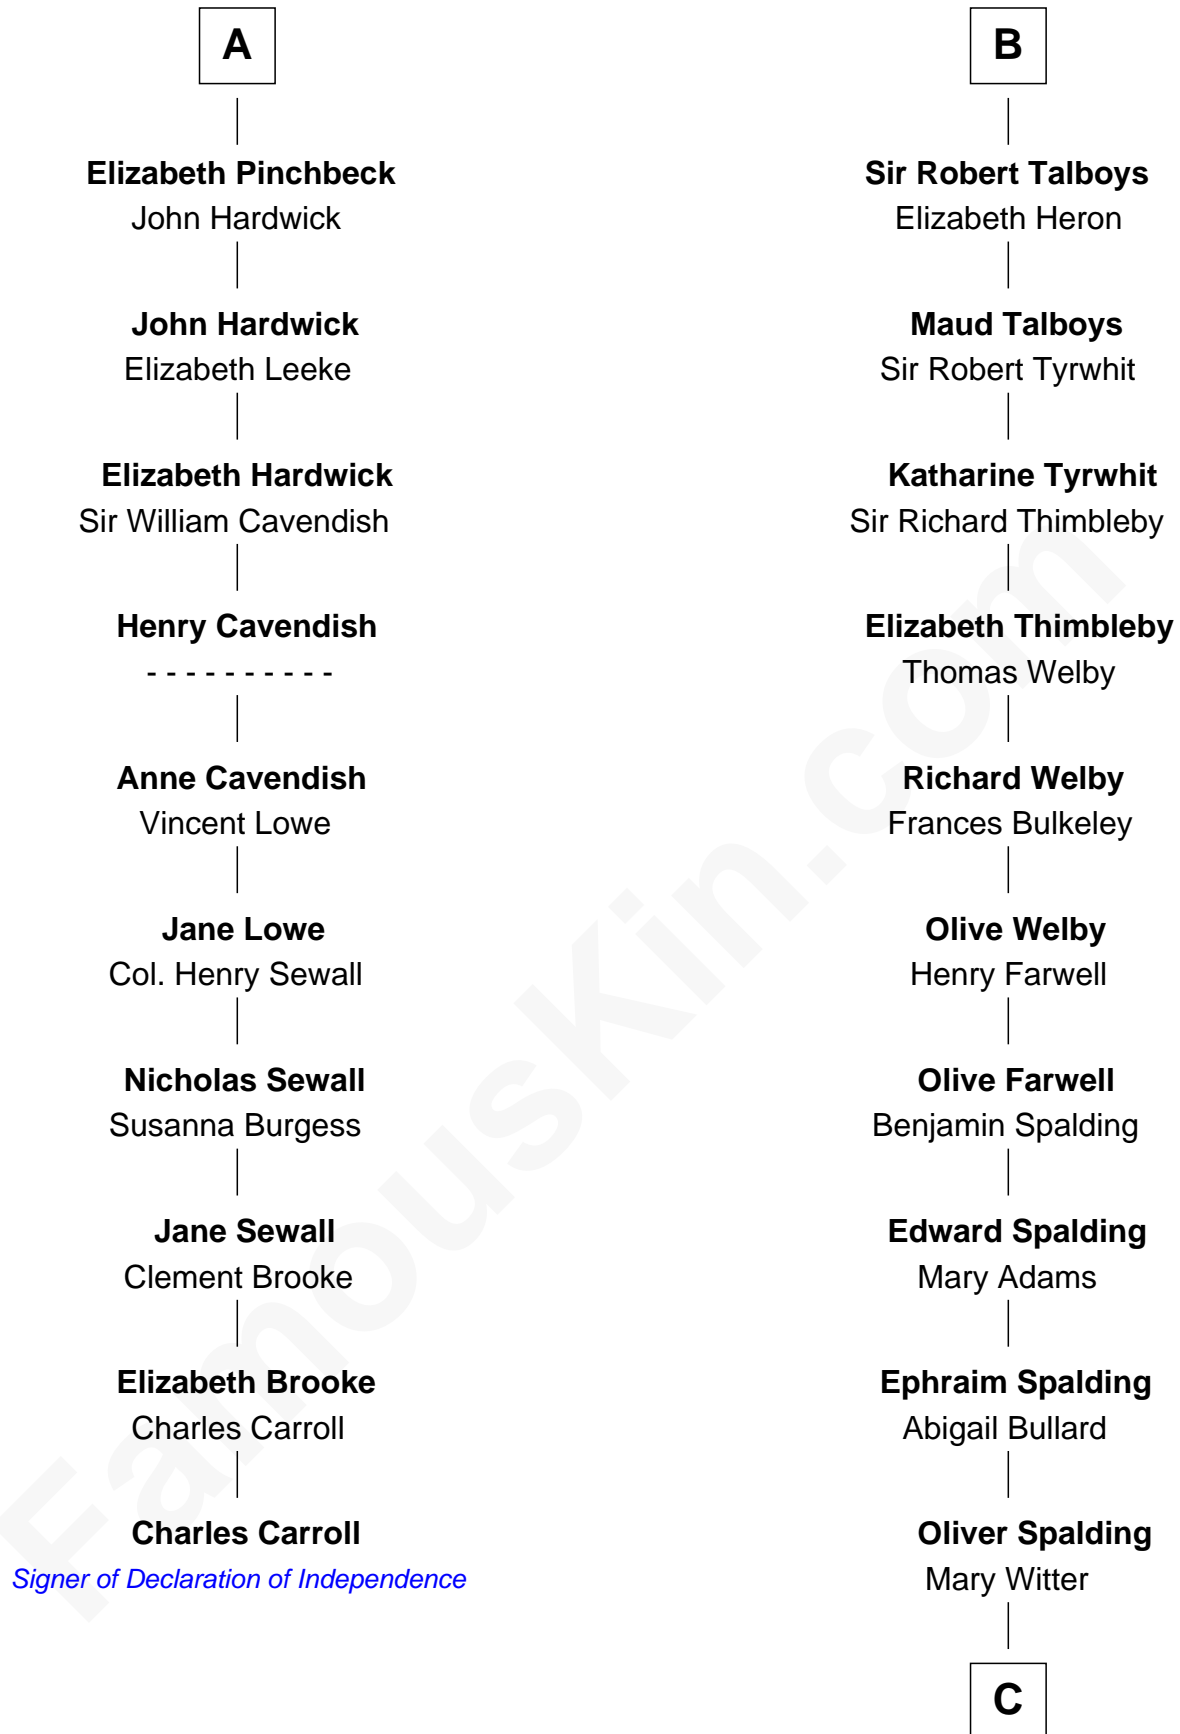 A
Elizabeth Pinchbeck
John Hardwick
John Hardwick
Elizabeth Leeke
Elizabeth Hardwick
Sir William Cavendish
Henry Cavendish
- - - - - - - - - -
Anne Cavendish
Vincent Lowe
Jane Lowe
Col. Henry Sewall
Nicholas Sewall
Susanna Burgess
Jane Sewall
Clement Brooke
Elizabeth Brooke
Charles Carroll
Charles Carroll
Signer of Declaration of Independence
B
Sir Robert Talboys
Elizabeth Heron
Maud Talboys
Sir Robert Tyrwhit
Katharine Tyrwhit
Sir Richard Thimbleby
Elizabeth Thimbleby
Thomas Welby
Richard Welby
Frances Bulkeley
Olive Welby
Henry Farwell
Olive Farwell
Benjamin Spalding
Edward Spalding
Mary Adams
Ephraim Spalding
Abigail Bullard
Oliver Spalding
Mary Witter
C
FamousKin.com